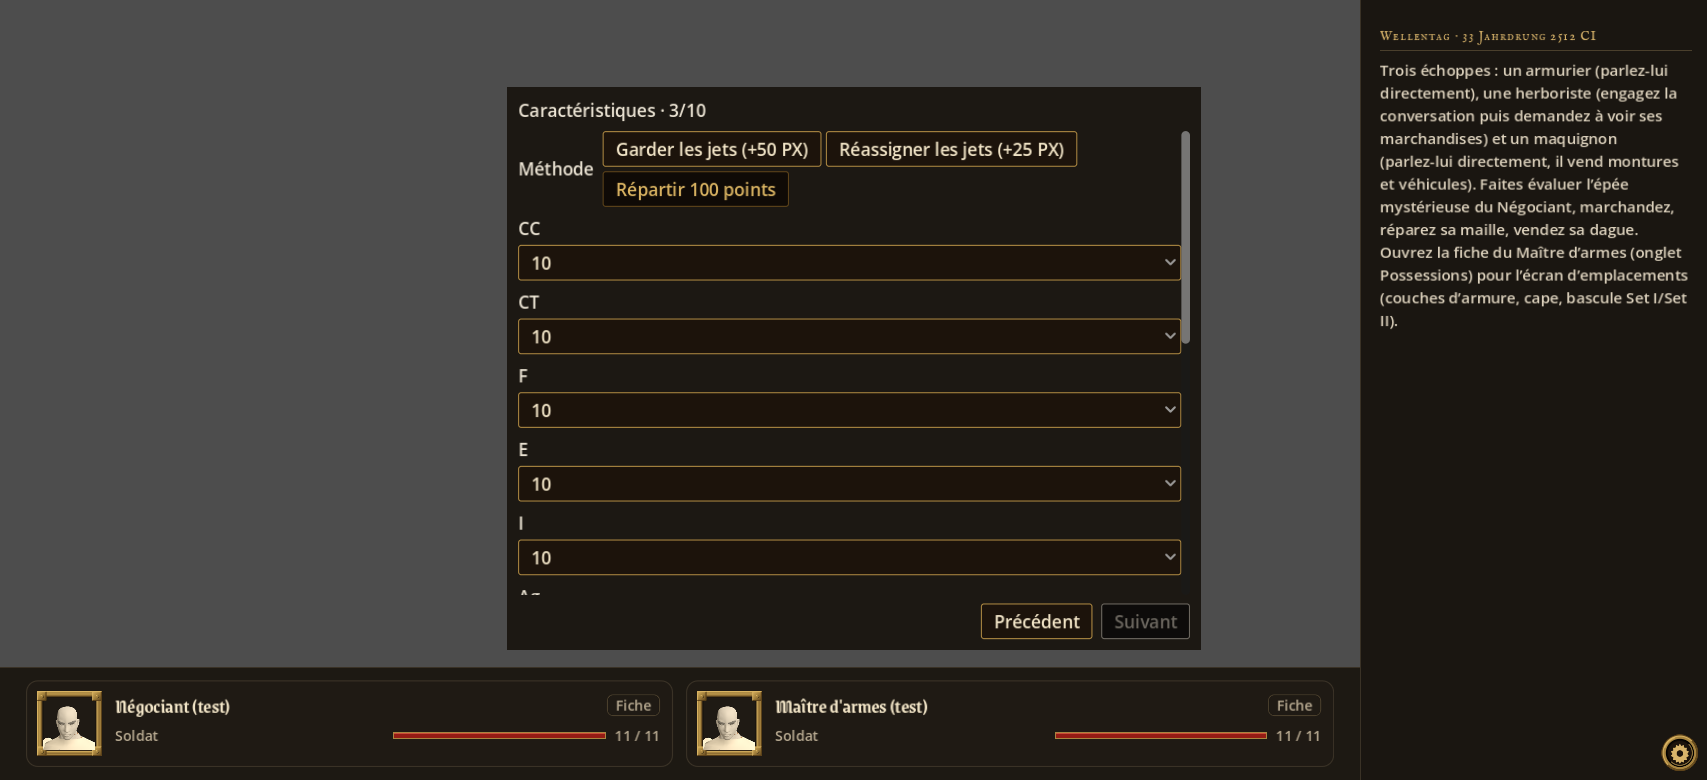 Caractéristiques · 3/10
Méthode
Garder les jets (+50 PX)
Réassigner les jets (+25 PX)
Répartir 100 points
CC
10
CT
10
F
10
E
10
I
10
Ag
Précédent
Suivant
Négociant (test)
Fiche
Soldat
11 / 11
Maître d'armes (test)
Fiche
Soldat
11 / 11
Wellentag · 33 Jahrdrung 2512 CI
Trois échoppes : un armurier (parlez-lui
directement), une herboriste (engagez la
conversation puis demandez à voir ses
marchandises) et un maquignon
(parlez-lui directement, il vend montures
et véhicules). Faites évaluer l’épée
mystérieuse du Négociant, marchandez,
réparez sa maille, vendez sa dague.
Ouvrez la fiche du Maître d’armes (onglet
Possessions) pour l’écran d’emplacements
(couches d’armure, cape, bascule Set I/Set
II).